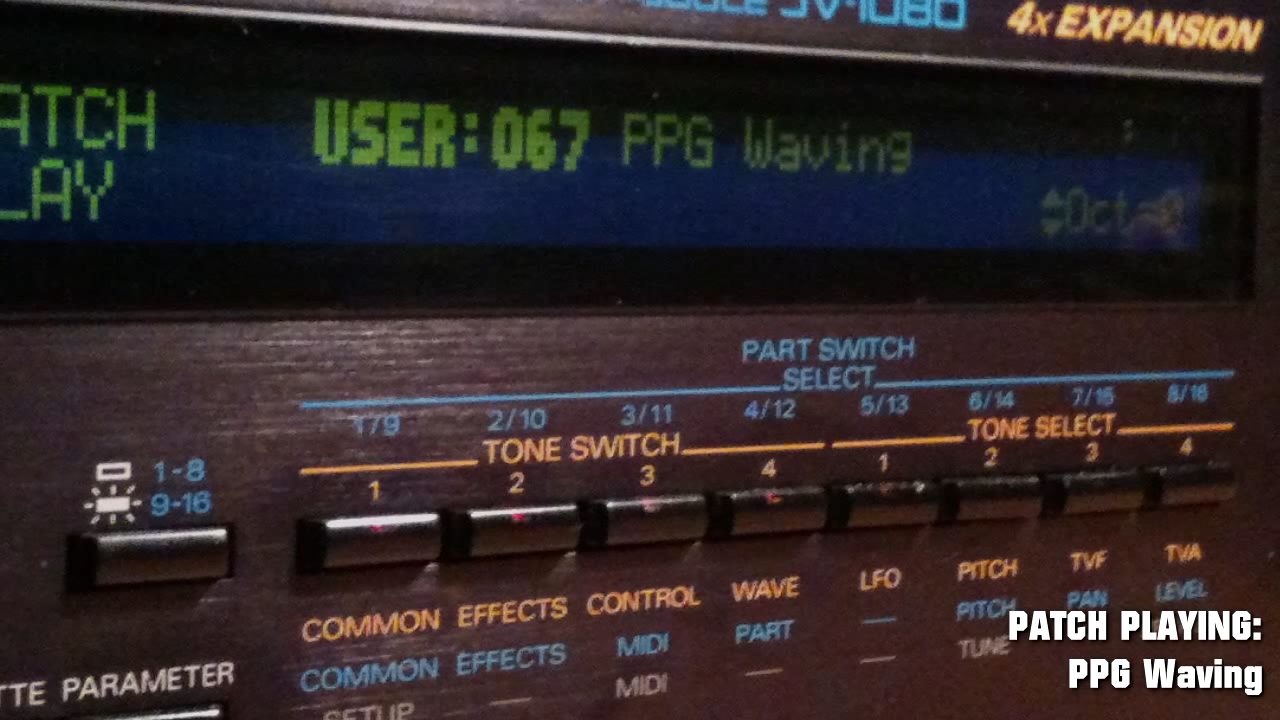 JV-1080
4x EXPANSION
ATCH
USER:067 PPG Waving
LAY
Oct
PART SWITCH
SELECT
1/9 2/10 3/11 4/12 5/13 6/14 7/15 8/16
TONE SWITCH TONE SELECT
1 2 3 4 1 2 3 4
1-8
9-16
COMMON EFFECTS CONTROL WAVE LFO PITCH TVF TVA
COMMON EFFECTS MIDI PART — PITCH PAN LEVEL
SETUP — MIDI — — TUNE
TTE PARAMETER
PATCH PLAYING:
PPG Waving